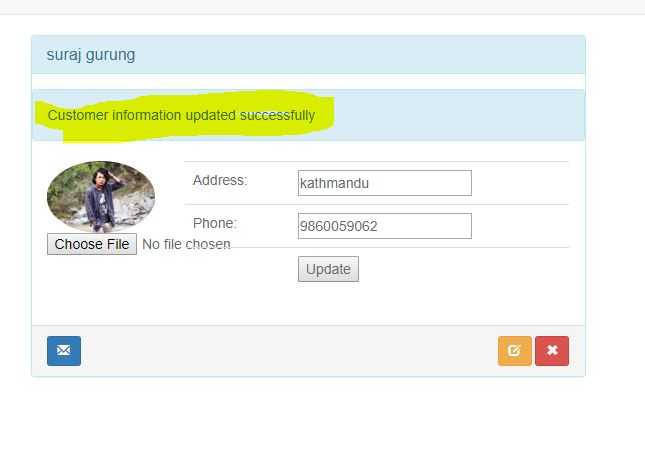 suraj gurung
Customer information updated successfully
Address:
kathmandu
Phone:
9860059062
Choose File No file chosen
Update